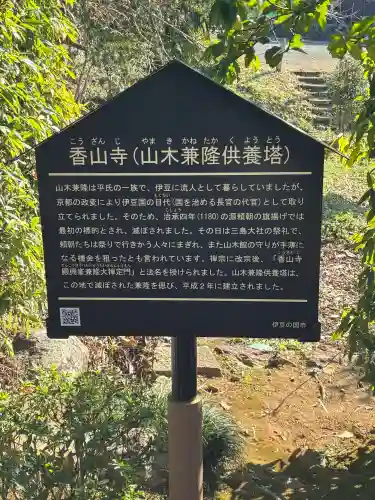 こうざんじ やまきかねたかくようとう
香山寺(山木兼隆供養塔)
山木兼隆は平氏の一族で、伊豆に流人として暮らしていましたが、
京都の政変により伊豆国の目代(国を治める長官の代官)として取り
立てられました。そのため、治承四年(1180)の源頼朝の旗揚げでは
最初の標的とされ、滅ぼされました。その日は三島大社の祭礼で、
頼朝たちは祭りで行きかう人々にまぎれ、また山木館の守りが手薄に
なる機会を狙ったとも言われています。禅宗に改宗後、「香山寺
殿興峯兼隆大禅定門」と法名を授けられました。山木兼隆供養塔は、
この地で滅ぼされた兼隆を偲び、平成2年に建立されました。
伊豆の国市